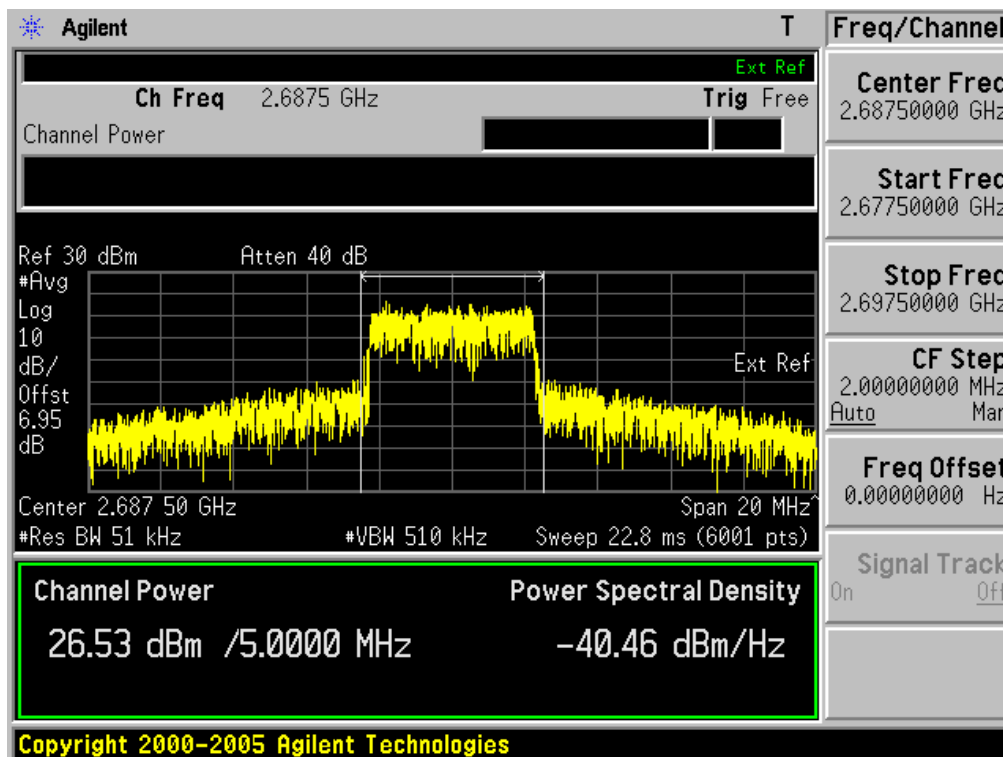 Agilent T
Freq/Channel
Ext Ref
Ch Freq 2.6875 GHz Trig Free
Channel Power
Center Freq
2.68750000 GHz
Start Freq
2.67750000 GHz
Stop Freq
2.69750000 GHz
CF Step
2.00000000 MHz
Auto Man
Freq Offset
0.00000000 Hz
Signal Track
On Off
Ref 30 dBm Atten 40 dB
#Avg
Log
10
dB/
Offst
6.95
dB
Ext Ref
Center 2.687 50 GHz Span 20 MHz^
#Res BW 51 kHz #VBW 510 kHz Sweep 22.8 ms (6001 pts)
Channel Power Power Spectral Density
26.53 dBm /5.0000 MHz -40.46 dBm/Hz
Copyright 2000-2005 Agilent Technologies